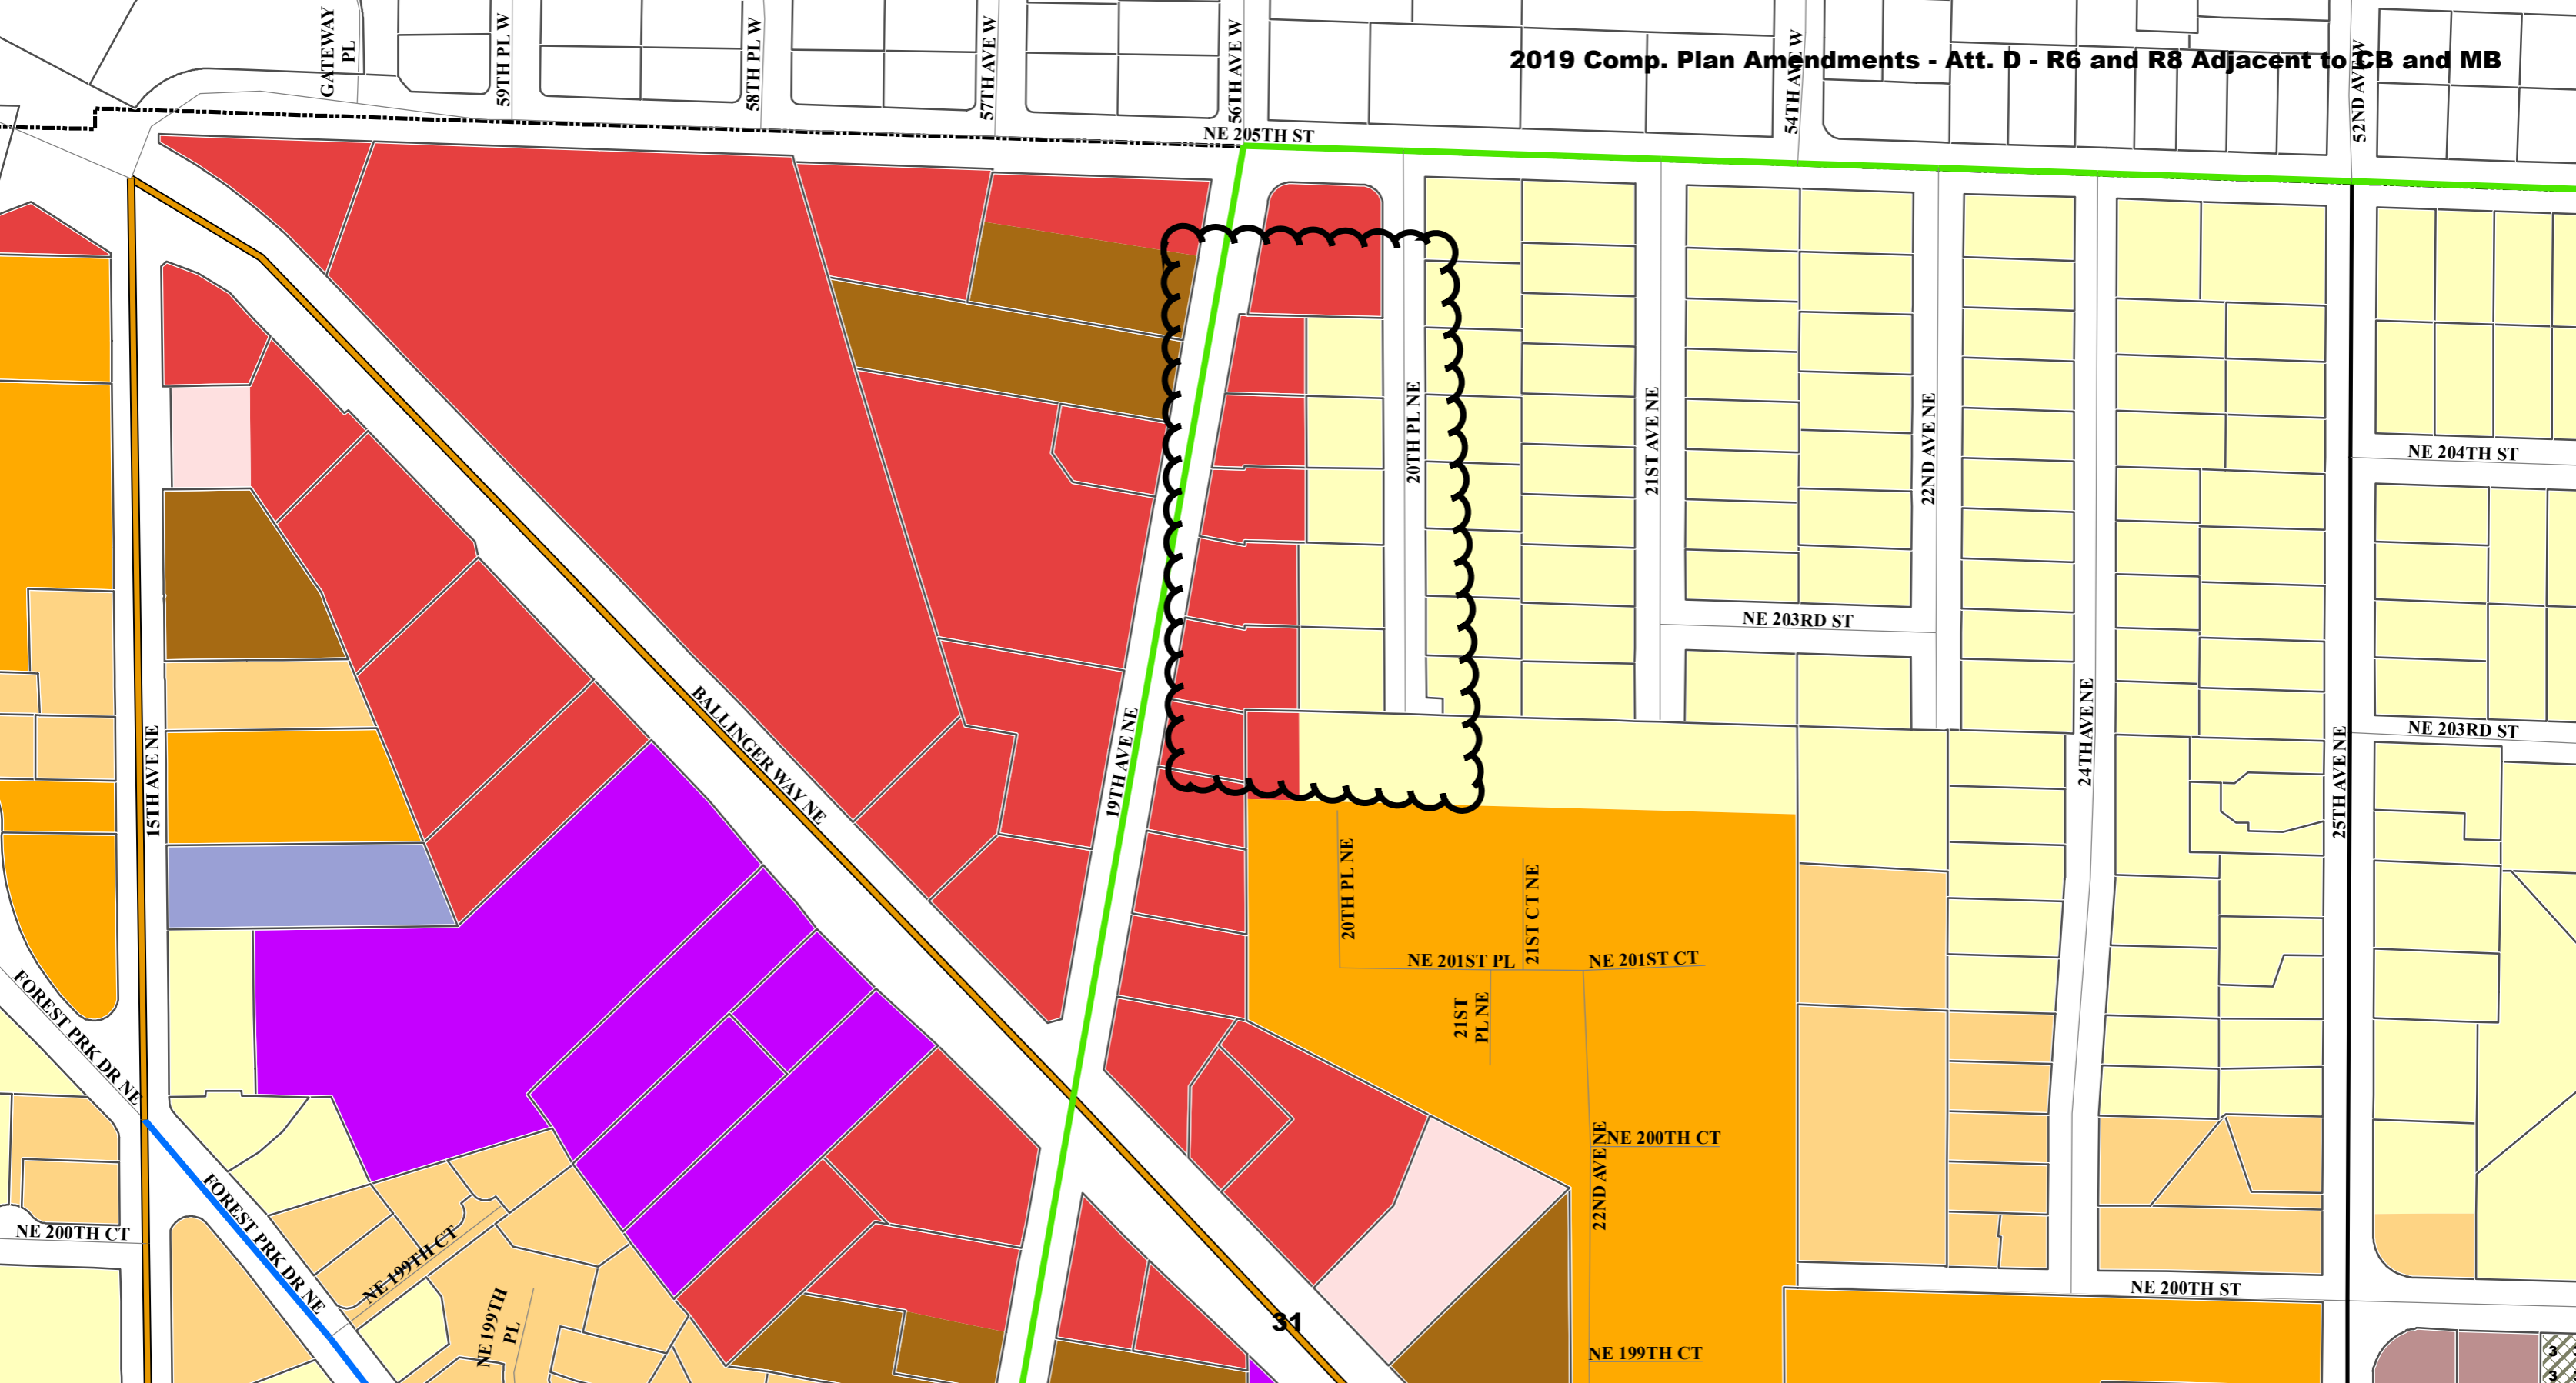 GATEWAY
PL
59TH PL W
58TH PL W
57TH AVE W
56TH AVE W
54TH AVE W
52ND AVE W
2019 Comp. Plan Amendments - Att. D - R6 and R8 Adjacent to CB and MB
NE 205TH ST
20TH PL NE
21ST AVE NE
22ND AVE NE
NE 204TH ST
NE 203RD ST
NE 203RD ST
15TH AVE NE
BALLINGER WAY NE
19TH AVE NE
24TH AVE NE
25TH AVE NE
20TH PL NE
21ST CT NE
NE 201ST PL
NE 201ST CT
21ST
PL NE
FOREST PRK DR NE
22ND AVE NE
NE 200TH CT
FOREST PRK DR NE
NE 200TH CT
NE 199TH CT
NE 199TH
PL
NE 200TH ST
31
NE 199TH CT
3
3